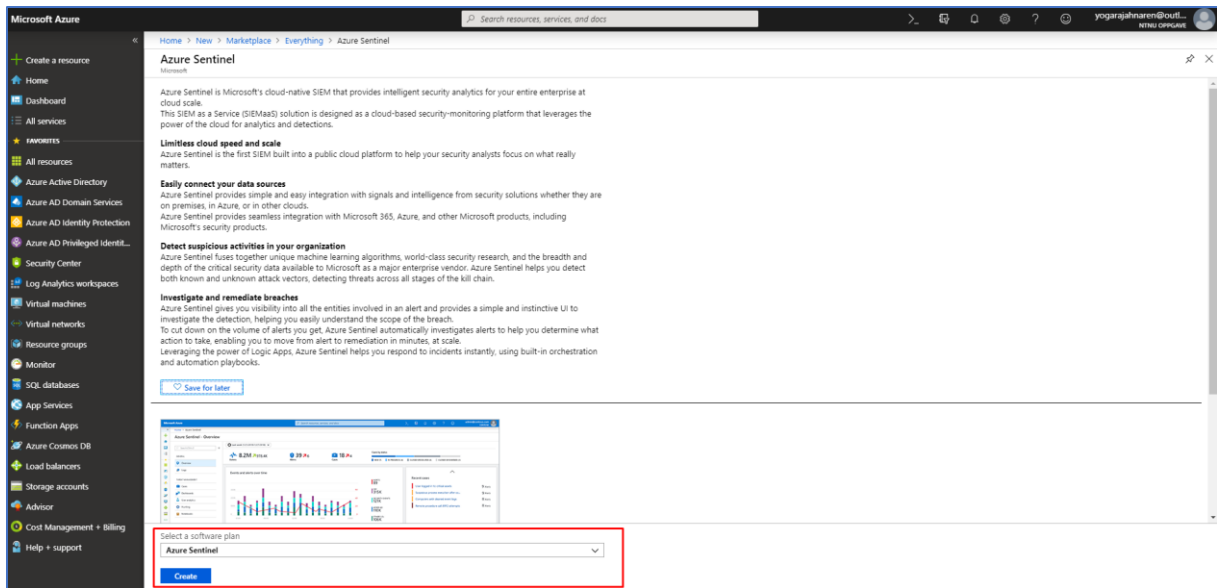 Microsoft Azure
Search resources, services, and docs
yogarajahnaren@outl...
NTNU OPPGAVE
Home > New > Marketplace > Everything > Azure Sentinel
Azure Sentinel
Microsoft
Create a resource
Home
Dashboard
All services
FAVORITES
All resources
Azure Active Directory
Azure AD Domain Services
Azure AD Identity Protection
Azure AD Privileged Identit...
Security Center
Log Analytics workspaces
Virtual machines
Virtual networks
Resource groups
Monitor
SQL databases
App Services
Function Apps
Azure Cosmos DB
Load balancers
Storage accounts
Advisor
Cost Management + Billing
Help + support
Azure Sentinel is Microsoft's cloud-native SIEM that provides intelligent security analytics for your entire enterprise at
cloud scale.
This SIEM as a Service (SIEMaaS) solution is designed as a cloud-based security-monitoring platform that leverages the
power of the cloud for analytics and detections.
Limitless cloud speed and scale
Azure Sentinel is the first SIEM built into a public cloud platform to help your security analysts focus on what really
matters.
Easily connect your data sources
Azure Sentinel provides simple and easy integration with signals and intelligence from security solutions whether they are
on premises, in Azure, or in other clouds.
Azure Sentinel provides seamless integration with Microsoft 365, Azure, and other Microsoft products, including
Microsoft's security products.
Detect suspicious activities in your organization
Azure Sentinel fuses together unique machine learning algorithms, world-class security research, and the breadth and
depth of the critical security data available to Microsoft as a major enterprise vendor. Azure Sentinel helps you detect
both known and unknown attack vectors, detecting threats across all stages of the kill chain.
Investigate and remediate breaches
Azure Sentinel gives you visibility into all the entities involved in an alert and provides a simple and instinctive UI to
investigate the detection, helping you easily understand the scope of the breach.
To cut down on the volume of alerts you get, Azure Sentinel automatically investigates alerts to help you determine what
action to take, enabling you to move from alert to remediation in minutes, at scale.
Leveraging the power of Logic Apps, Azure Sentinel helps you respond to incidents instantly, using built-in orchestration
and automation playbooks.
Save for later
Azure Sentinel - Overview
8.2M
39
18
Select a software plan
Azure Sentinel
Create